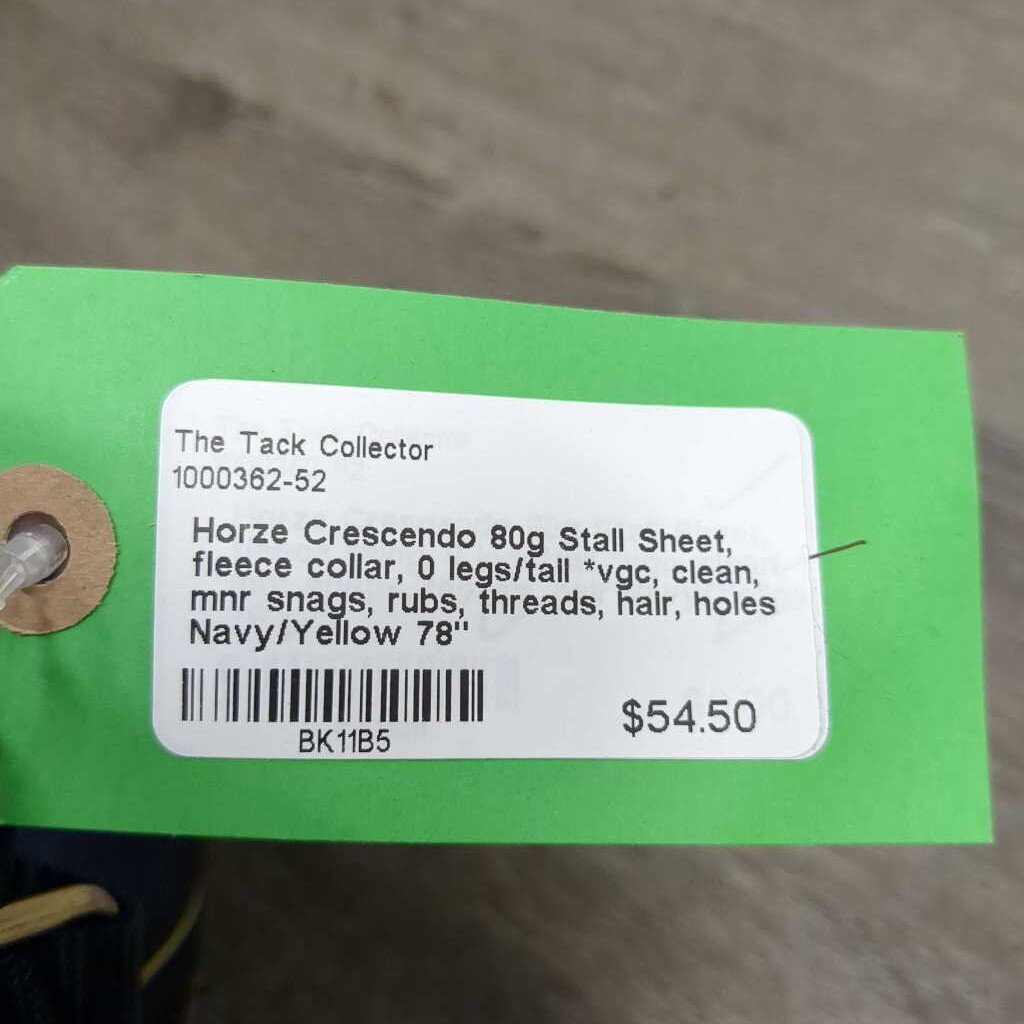 The Tack Collector
1000362-52
Horze Crescendo 80g Stall Sheet,
fleece collar, 0 legs/tall *vgc, clean,
mnr snags, rubs, threads, hair, holes
Navy/Yellow 78"
BK11B5
$54.50